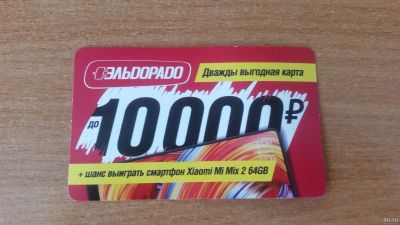 ЭЛЬДОРАДО
Дважды выгодная карта
до 10000₽
+ шанс выиграть смартфон Xiaomi Mi Mix 2 64GB